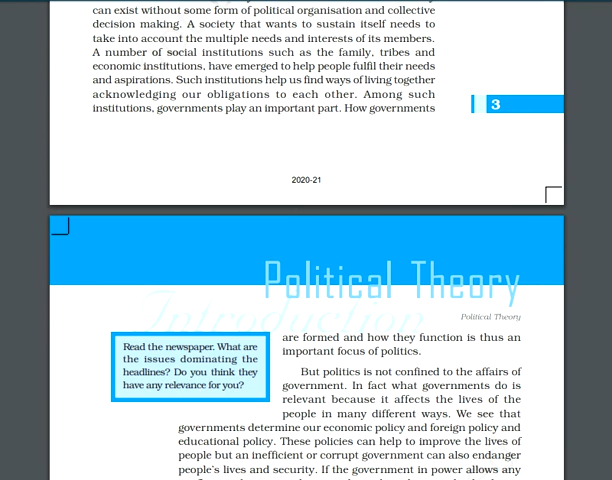 can exist without some form of political organisation and collective
decision making. A society that wants to sustain itself needs to
take into account the multiple needs and interests of its members.
A number of social institutions such as the family, tribes and
economic institutions, have emerged to help people fulfil their needs
and aspirations. Such institutions help us find ways of living together
acknowledging our obligations to each other. Among such
institutions, governments play an important part. How governments
3
2020-21
Political Theory
Introduction
Political Theory
Read the newspaper. What are
the issues dominating the
headlines? Do you think they
have any relevance for you?
are formed and how they function is thus an
important focus of politics.
But politics is not confined to the affairs of
government. In fact what governments do is
relevant because it affects the lives of the
people in many different ways. We see that
governments determine our economic policy and foreign policy and
educational policy. These policies can help to improve the lives of
people but an inefficient or corrupt government can also endanger
people's lives and security. If the government in power allows any